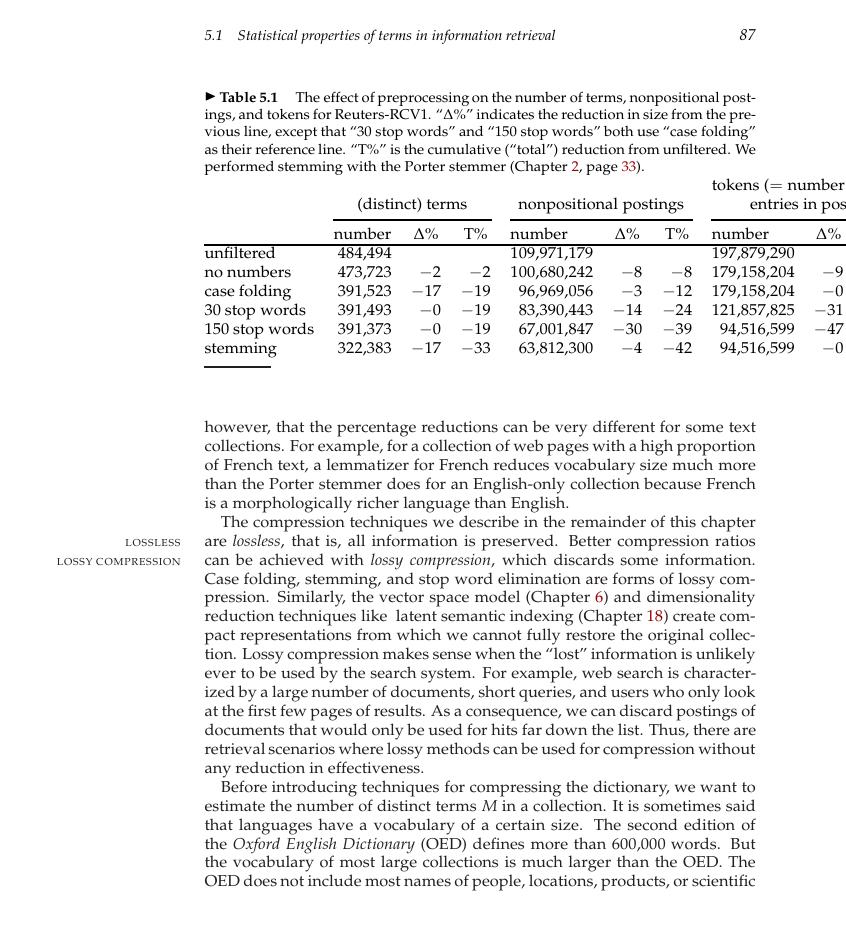 5.1 Statistical properties of terms in information retrieval 87
► Table 5.1 The effect of preprocessing on the number of terms, nonpositional post-
ings, and tokens for Reuters-RCV1. “Δ%” indicates the reduction in size from the pre-
vious line, except that “30 stop words” and “150 stop words” both use “case folding”
as their reference line. “T%” is the cumulative (“total”) reduction from unfiltered. We
performed stemming with the Porter stemmer (Chapter 2, page 33).
tokens (= number
(distinct) terms nonpositional postings entries in pos
number Δ% T% number Δ% T% number Δ%
unfiltered 484,494 109,971,179 197,879,290
no numbers 473,723 −2 −2 100,680,242 −8 −8 179,158,204 −9
case folding 391,523 −17 −19 96,969,056 −3 −12 179,158,204 −0
30 stop words 391,493 −0 −19 83,390,443 −14 −24 121,857,825 −31
150 stop words 391,373 −0 −19 67,001,847 −30 −39 94,516,599 −47
stemming 322,383 −17 −33 63,812,300 −4 −42 94,516,599 −0
however, that the percentage reductions can be very different for some text
collections. For example, for a collection of web pages with a high proportion
of French text, a lemmatizer for French reduces vocabulary size much more
than the Porter stemmer does for an English-only collection because French
is a morphologically richer language than English.
The compression techniques we describe in the remainder of this chapter
LOSSLESS are lossless, that is, all information is preserved. Better compression ratios
LOSSY COMPRESSION can be achieved with lossy compression, which discards some information.
Case folding, stemming, and stop word elimination are forms of lossy com-
pression. Similarly, the vector space model (Chapter 6) and dimensionality
reduction techniques like latent semantic indexing (Chapter 18) create com-
pact representations from which we cannot fully restore the original collec-
tion. Lossy compression makes sense when the “lost” information is unlikely
ever to be used by the search system. For example, web search is character-
ized by a large number of documents, short queries, and users who only look
at the first few pages of results. As a consequence, we can discard postings of
documents that would only be used for hits far down the list. Thus, there are
retrieval scenarios where lossy methods can be used for compression without
any reduction in effectiveness.
Before introducing techniques for compressing the dictionary, we want to
estimate the number of distinct terms M in a collection. It is sometimes said
that languages have a vocabulary of a certain size. The second edition of
the Oxford English Dictionary (OED) defines more than 600,000 words. But
the vocabulary of most large collections is much larger than the OED. The
OED does not include most names of people, locations, products, or scientific